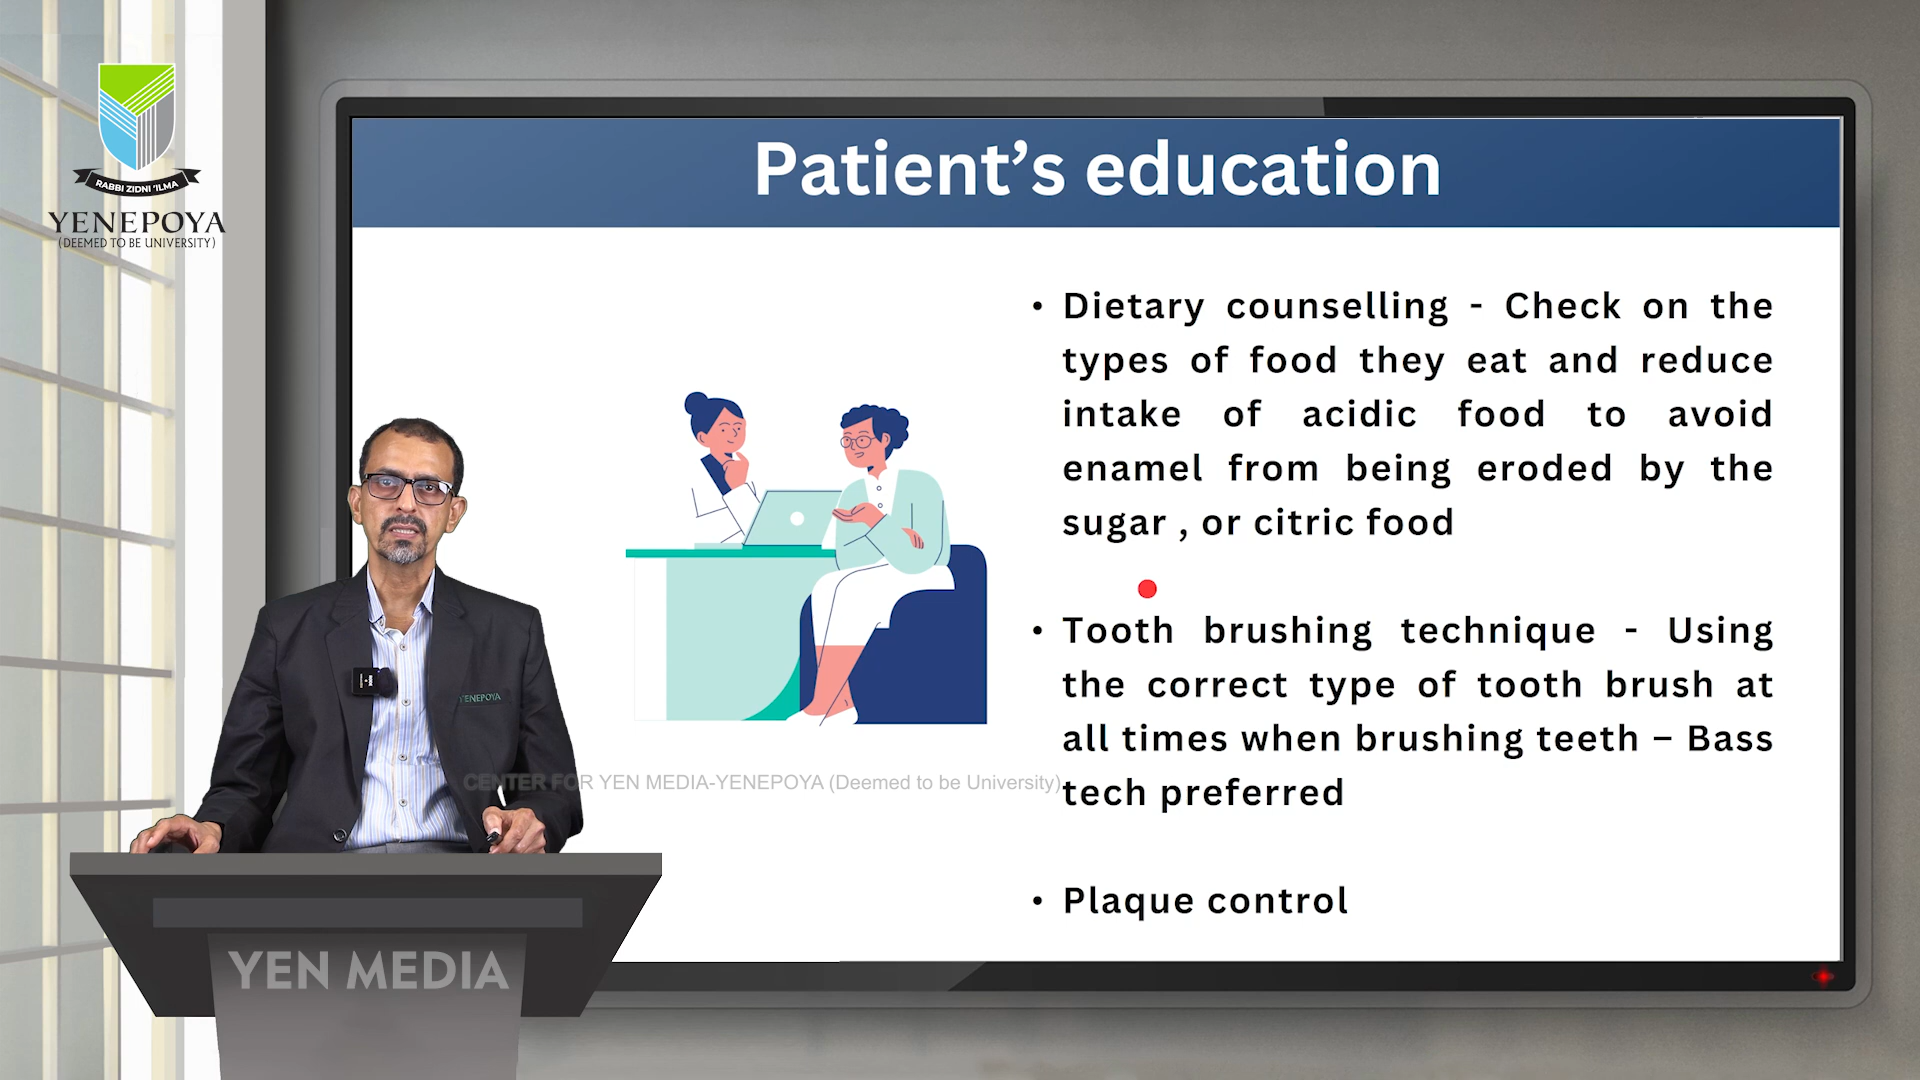 RABBI ZIDNI 'ILMA
YENEPOYA
(DEEMED TO BE UNIVERSITY)
Patient's education
• Dietary counselling - Check on the
types of food they eat and reduce
intake of acidic food to avoid
enamel from being eroded by the
sugar , or citric food
• Tooth brushing technique - Using
the correct type of tooth brush at
all times when brushing teeth – Bass
tech preferred
• Plaque control
YENEPOYA
CENTER FOR YEN MEDIA-YENEPOYA (Deemed to be University)
YEN MEDIA